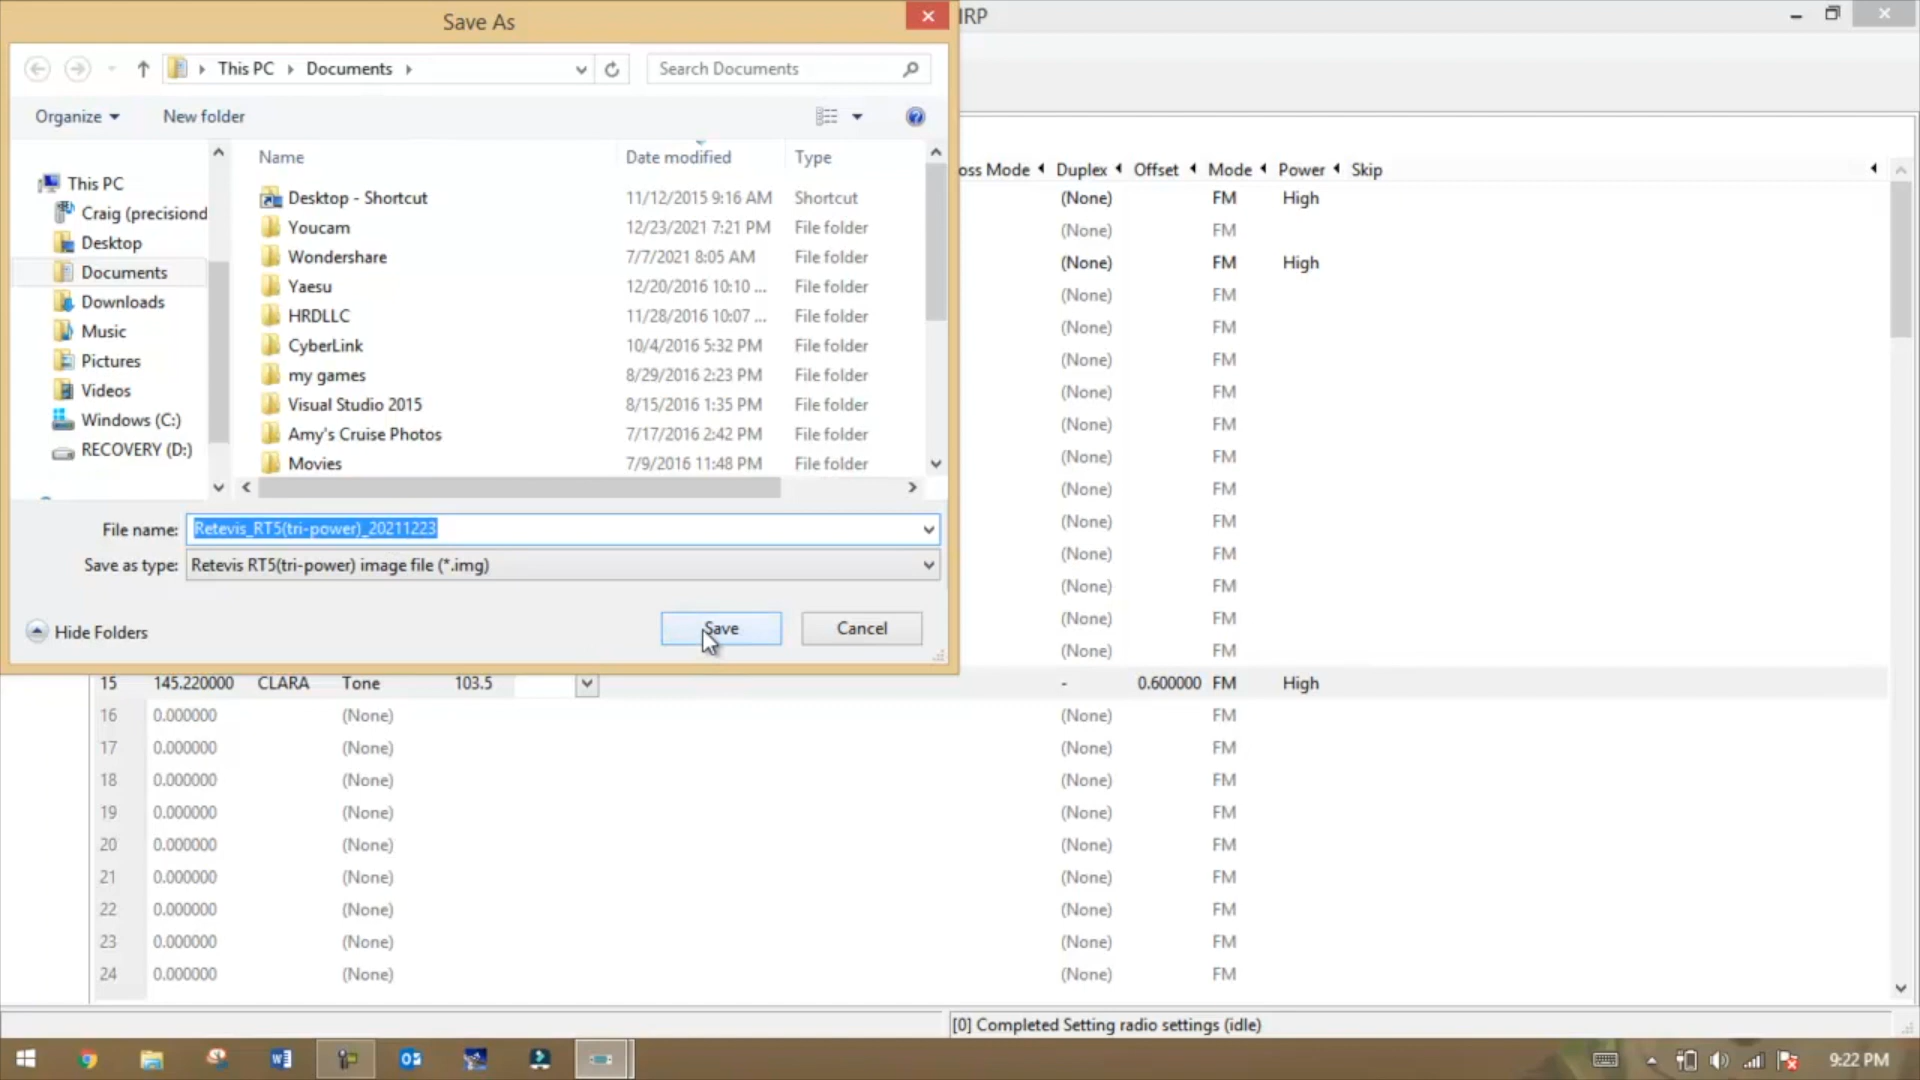 Save As
IRP
This PC Documents
Search Documents
Organize
New folder
Name Date modified Type
This PC
Craig (precisiond
Desktop
Documents
Downloads
Music
Pictures
Videos
Windows (C:)
RECOVERY (D:)
Desktop - Shortcut 11/12/2015 9:16 AM Shortcut
Youcam 12/23/2021 7:21 PM File folder
Wondershare 7/7/2021 8:05 AM File folder
Yaesu 12/20/2016 10:10 ... File folder
HRDLLC 11/28/2016 10:07 ... File folder
CyberLink 10/4/2016 5:32 PM File folder
my games 8/29/2016 2:23 PM File folder
Visual Studio 2015 8/15/2016 1:35 PM File folder
Amy's Cruise Photos 7/17/2016 2:42 PM File folder
Movies 7/9/2016 11:48 PM File folder
File name: Retevis_RT5(tri-power)_20211223
Save as type: Retevis RT5(tri-power) image file (*.img)
Hide Folders
Save
Cancel
oss Mode Duplex Offset Mode Power Skip
(None) FM High
(None) FM
(None) FM High
(None) FM
(None) FM
(None) FM
(None) FM
(None) FM
(None) FM
(None) FM
(None) FM
(None) FM
(None) FM
(None) FM
(None) FM
15 145.220000 CLARA Tone 103.5 - 0.600000 FM High
16 0.000000 (None) (None) FM
17 0.000000 (None) (None) FM
18 0.000000 (None) (None) FM
19 0.000000 (None) (None) FM
20 0.000000 (None) (None) FM
21 0.000000 (None) (None) FM
22 0.000000 (None) (None) FM
23 0.000000 (None) (None) FM
24 0.000000 (None) (None) FM
[0] Completed Setting radio settings (idle)
9:22 PM